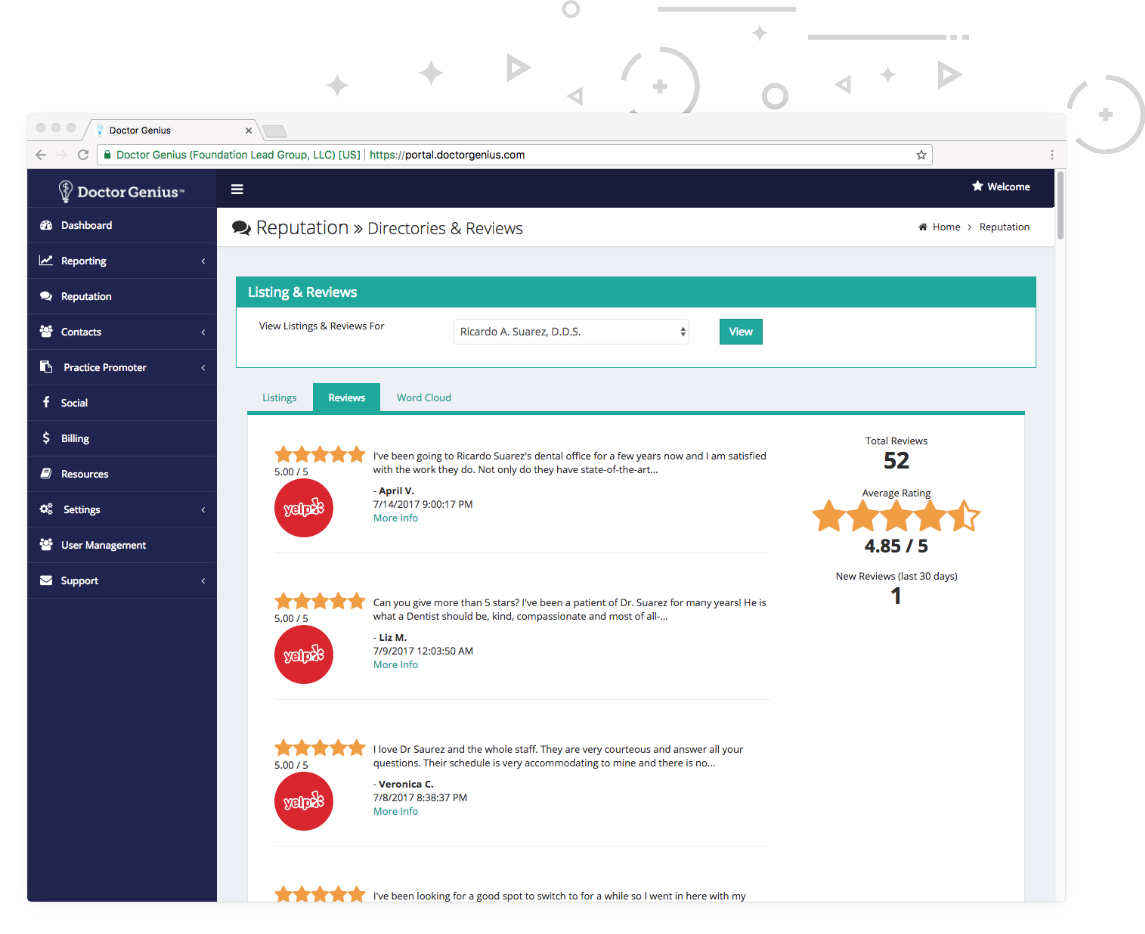 Doctor Genius
Doctor Genius (Foundation Lead Group, LLC) [US] | https://portal.doctorgenius.com
Doctor Genius™
Welcome
Dashboard
Reporting
Reputation
Contacts
Practice Promoter
Social
Billing
Resources
Settings
User Management
Support
Reputation » Directories & Reviews
Home > Reputation
Listing & Reviews
View Listings & Reviews For
Ricardo A. Suarez, D.D.S.
View
Listings
Reviews
Word Cloud
5.00 / 5
yelp
I've been going to Ricardo Suarez's dental office for a few years now and I am satisfied
with the work they do. Not only do they have state-of-the-art...
- April V.
7/14/2017 9:00:17 PM
More Info
5.00 / 5
yelp
Can you give more than 5 stars? I've been a patient of Dr. Suarez for many years! He is
what a Dentist should be, kind, compassionate and most of all-...
- Liz M.
7/9/2017 12:03:50 AM
More Info
5.00 / 5
yelp
I love Dr Saurez and the whole staff. They are very courteous and answer all your
questions. Their schedule is very accommodating to mine and there is no...
- Veronica C.
7/8/2017 8:38:37 PM
More Info
I've been looking for a good spot to switch to for a while so I went in here with my
Total Reviews
52
Average Rating
4.85 / 5
New Reviews (last 30 days)
1